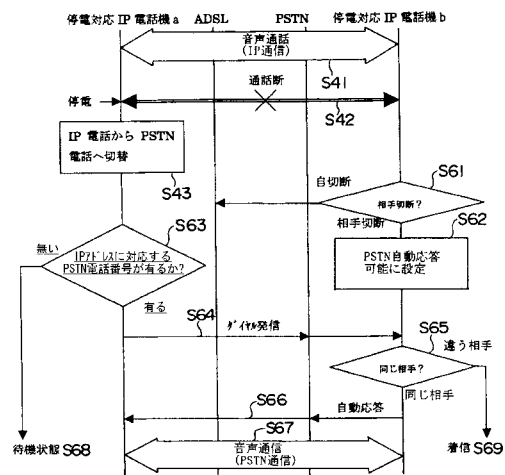 停電対応IP 電話機a
ADSL
PSTN
停電対応IP 電話機b
音声通話
(IP通信)
S41
通話断
停電
S42
IP 電話から PSTN
電話へ切替
S43
S61
自切断
相手切断?
相手切断
S62
PSTN自動応答
可能に設定
S63
無い
IPアドレスに対応する
PSTN電話番号が有るか?
有る
S64
ダイヤル発信
S65
違う相手
同じ相手?
同じ相手
S66
自動応答
S67
待機状態 S68
音声通信
(PSTN通信)
着信 S69